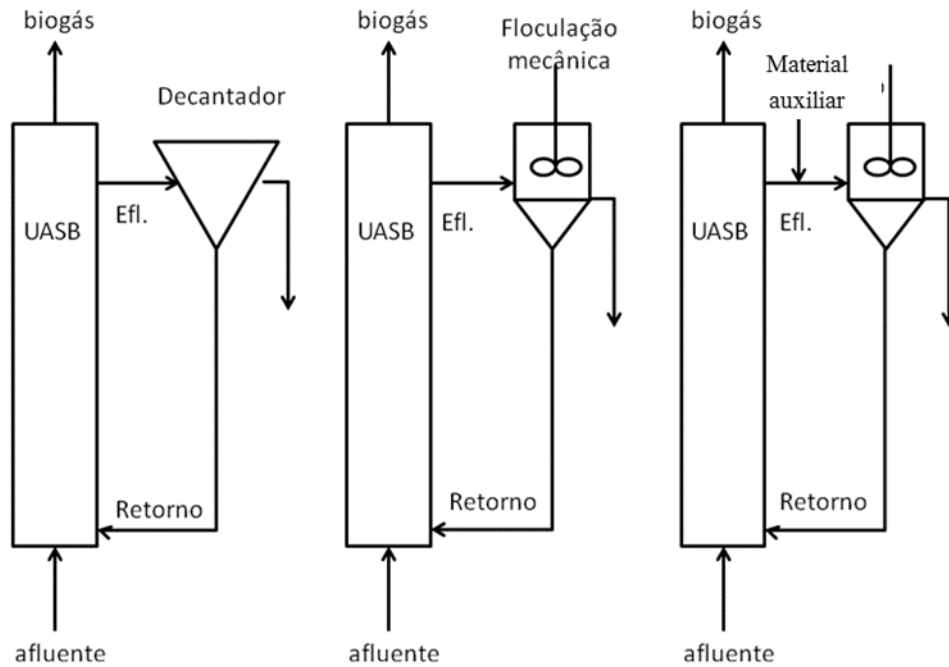 biogás
Decantador
Efl.
UASB
Retorno
afluente
biogás
Floculação
mecânica
Efl.
UASB
Retorno
afluente
biogás
Material
auxiliar
Efl.
UASB
Retorno
afluente